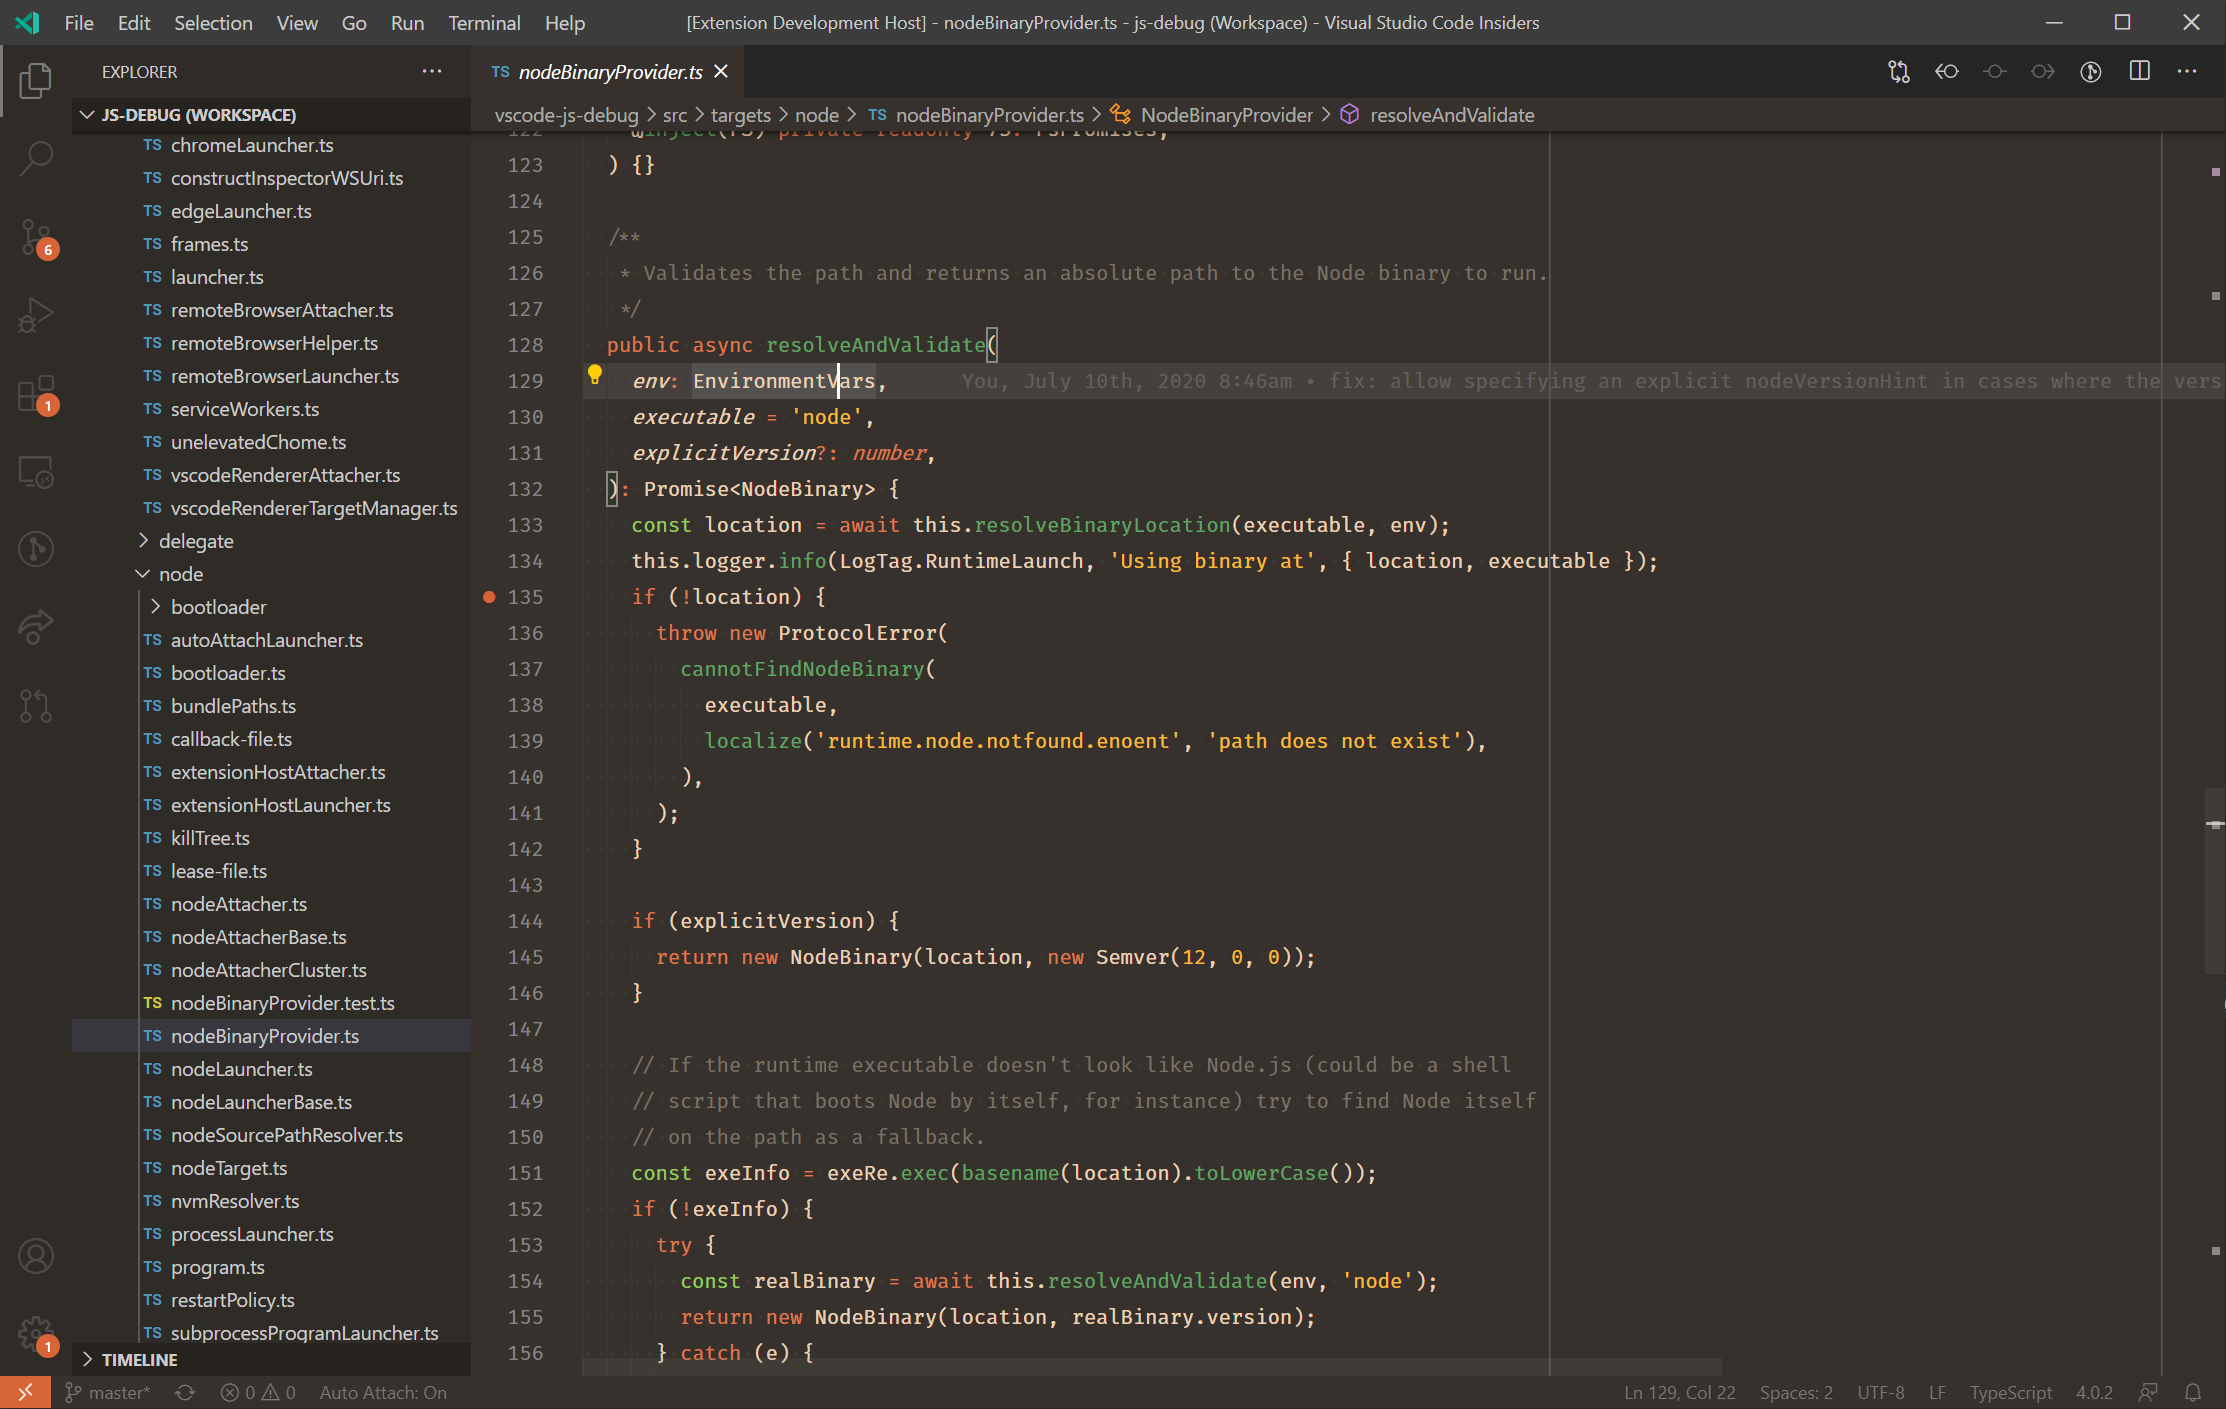 File Edit Selection View Go Run Terminal Help
[Extension Development Host] - nodeBinaryProvider.ts - js-debug (Workspace) - Visual Studio Code Insiders
EXPLORER
JS-DEBUG (WORKSPACE)
TS chromeLauncher.ts
TS constructInspectorWSUri.ts
TS edgeLauncher.ts
TS frames.ts
TS launcher.ts
TS remoteBrowserAttacher.ts
TS remoteBrowserHelper.ts
TS remoteBrowserLauncher.ts
TS serviceWorkers.ts
TS unelevatedChome.ts
TS vscodeRendererAttacher.ts
TS vscodeRendererTargetManager.ts
delegate
node
bootloader
TS autoAttachLauncher.ts
TS bootloader.ts
TS bundlePaths.ts
TS callback-file.ts
TS extensionHostAttacher.ts
TS extensionHostLauncher.ts
TS killTree.ts
TS lease-file.ts
TS nodeAttacher.ts
TS nodeAttacherBase.ts
TS nodeAttacherCluster.ts
TS nodeBinaryProvider.test.ts
TS nodeBinaryProvider.ts
TS nodeLauncher.ts
TS nodeLauncherBase.ts
TS nodeSourcePathResolver.ts
TS nodeTarget.ts
TS nvmResolver.ts
TS processLauncher.ts
TS program.ts
TS restartPolicy.ts
TS subprocessProgramLauncher.ts
TIMELINE
6
1
1
TS nodeBinaryProvider.ts
vscode-js-debug > src > targets > node > TS nodeBinaryProvider.ts > NodeBinaryProvider > resolveAndValidate
122 @inject(FS) private readonly fs: FsPromises,
123 ) {}
124
125 /**
126 * Validates the path and returns an absolute path to the Node binary to run.
127 */
128 public async resolveAndValidate(
129 env: EnvironmentVars, You, July 10th, 2020 8:46am • fix: allow specifying an explicit nodeVersionHint in cases where the vers
130 executable = 'node',
131 explicitVersion?: number,
132 ): Promise<NodeBinary> {
133 const location = await this.resolveBinaryLocation(executable, env);
134 this.logger.info(LogTag.RuntimeLaunch, 'Using binary at', { location, executable });
135 if (!location) {
136 throw new ProtocolError(
137 cannotFindNodeBinary(
138 executable,
139 localize('runtime.node.notfound.enoent', 'path does not exist'),
140 ),
141 );
142 }
143
144 if (explicitVersion) {
145 return new NodeBinary(location, new Semver(12, 0, 0));
146 }
147
148 // If the runtime executable doesn't look like Node.js (could be a shell
149 // script that boots Node by itself, for instance) try to find Node itself
150 // on the path as a fallback.
151 const exeInfo = exeRe.exec(basename(location).toLowerCase());
152 if (!exeInfo) {
153 try {
154 const realBinary = await this.resolveAndValidate(env, 'node');
155 return new NodeBinary(location, realBinary.version);
156 } catch (e) {
master* 0 0 Auto Attach: On
Ln 129, Col 22 Spaces: 2 UTF-8 LF TypeScript 4.0.2